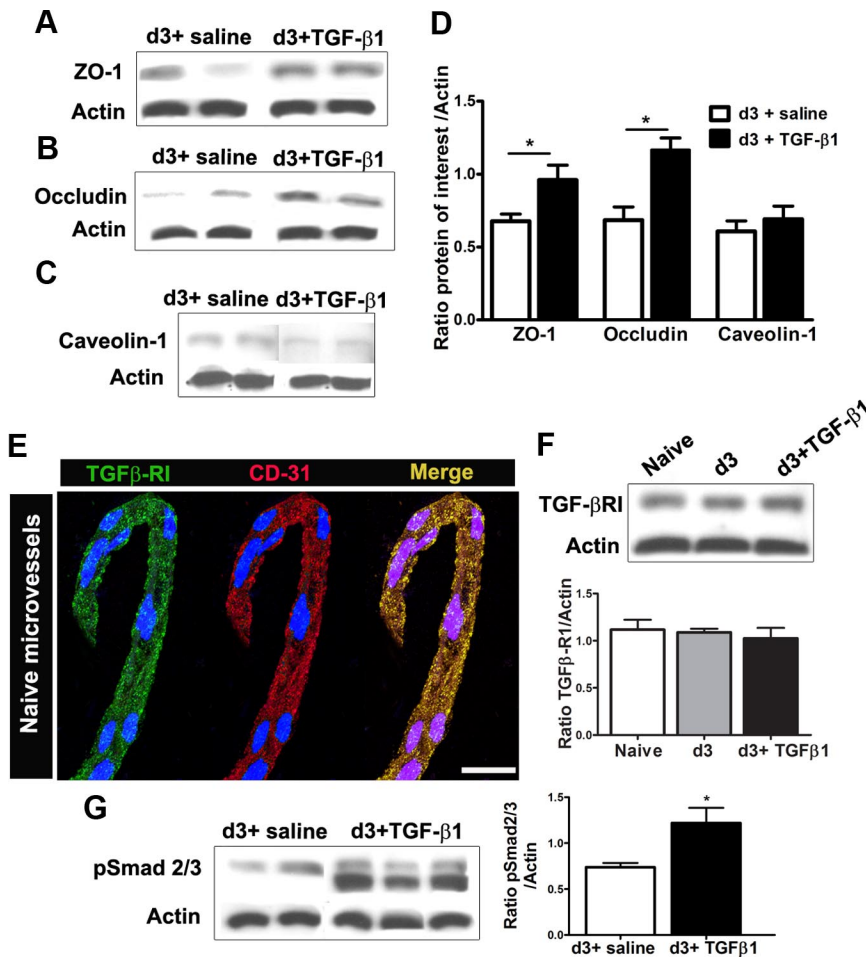 A
d3+ saline d3+TGF-β1
ZO-1
Actin
B
d3+ saline d3+TGF-β1
Occludin
Actin
C
d3+ saline d3+TGF-β1
Caveolin-1
Actin
D
Ratio protein of interest /Actin
1.5
1.0
0.5
0.0
* *
d3 + saline
d3 + TGF-β1
ZO-1 Occludin Caveolin-1
E
TGFβ-RI CD-31 Merge
Naive microvessels
F
Naive d3 d3+TGF-β1
TGF-βRI
Actin
Ratio TGFβ-R1/Actin
1.5
1.0
0.5
0.0
Naive d3 d3+ TGFβ1
G
d3+ saline d3+TGF-β1
pSmad 2/3
Actin
Ratio pSmad2/3
/Actin
1.5
1.0
0.5
0.0
*
d3+ saline d3+ TGFβ1